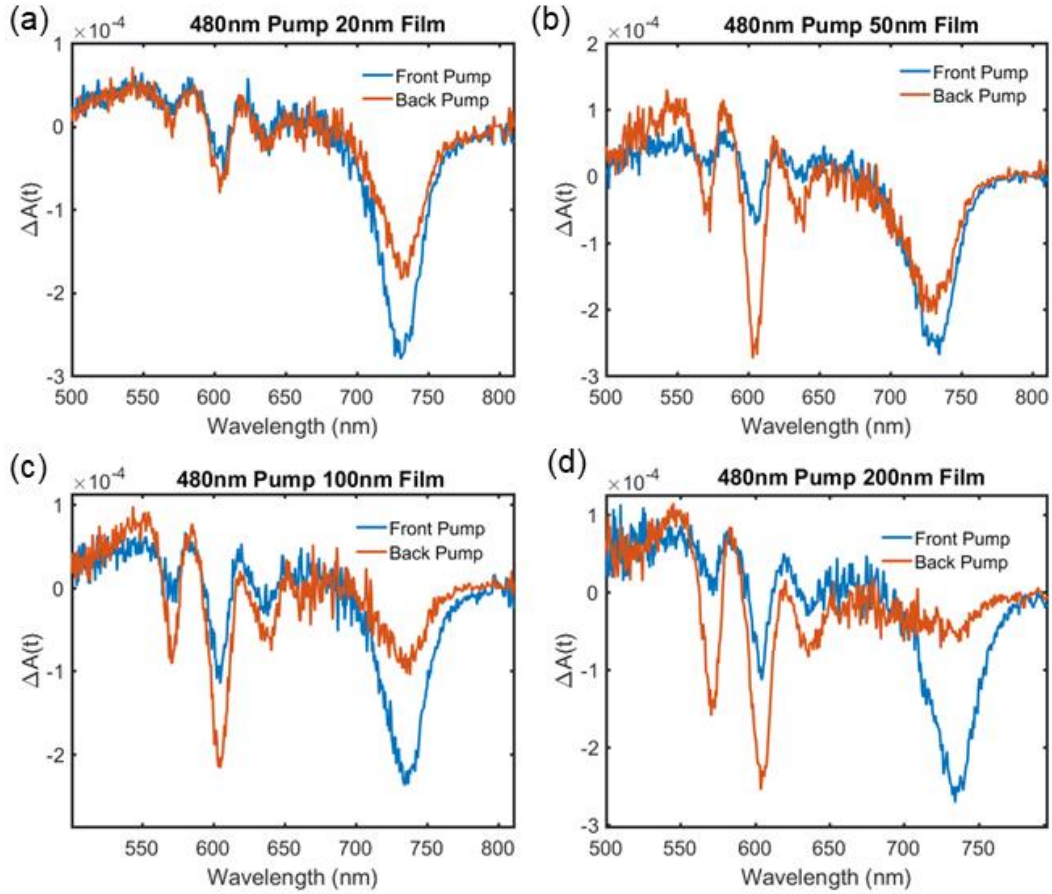 (a)
480nm Pump 20nm Film
×10⁻⁴
Front Pump
Back Pump
1
0
-1
-2
-3
ΔA(t)
500 550 600 650 700 750 800
Wavelength (nm)
(b)
480nm Pump 50nm Film
×10⁻⁴
Front Pump
Back Pump
2
1
0
-1
-2
-3
ΔA(t)
500 550 600 650 700 750 800
Wavelength (nm)
(c)
480nm Pump 100nm Film
×10⁻⁴
Front Pump
Back Pump
1
0
-1
-2
ΔA(t)
550 600 650 700 750 800
Wavelength (nm)
(d)
480nm Pump 200nm Film
×10⁻⁴
Front Pump
Back Pump
1
0
-1
-2
-3
ΔA(t)
500 550 600 650 700 750
Wavelength (nm)